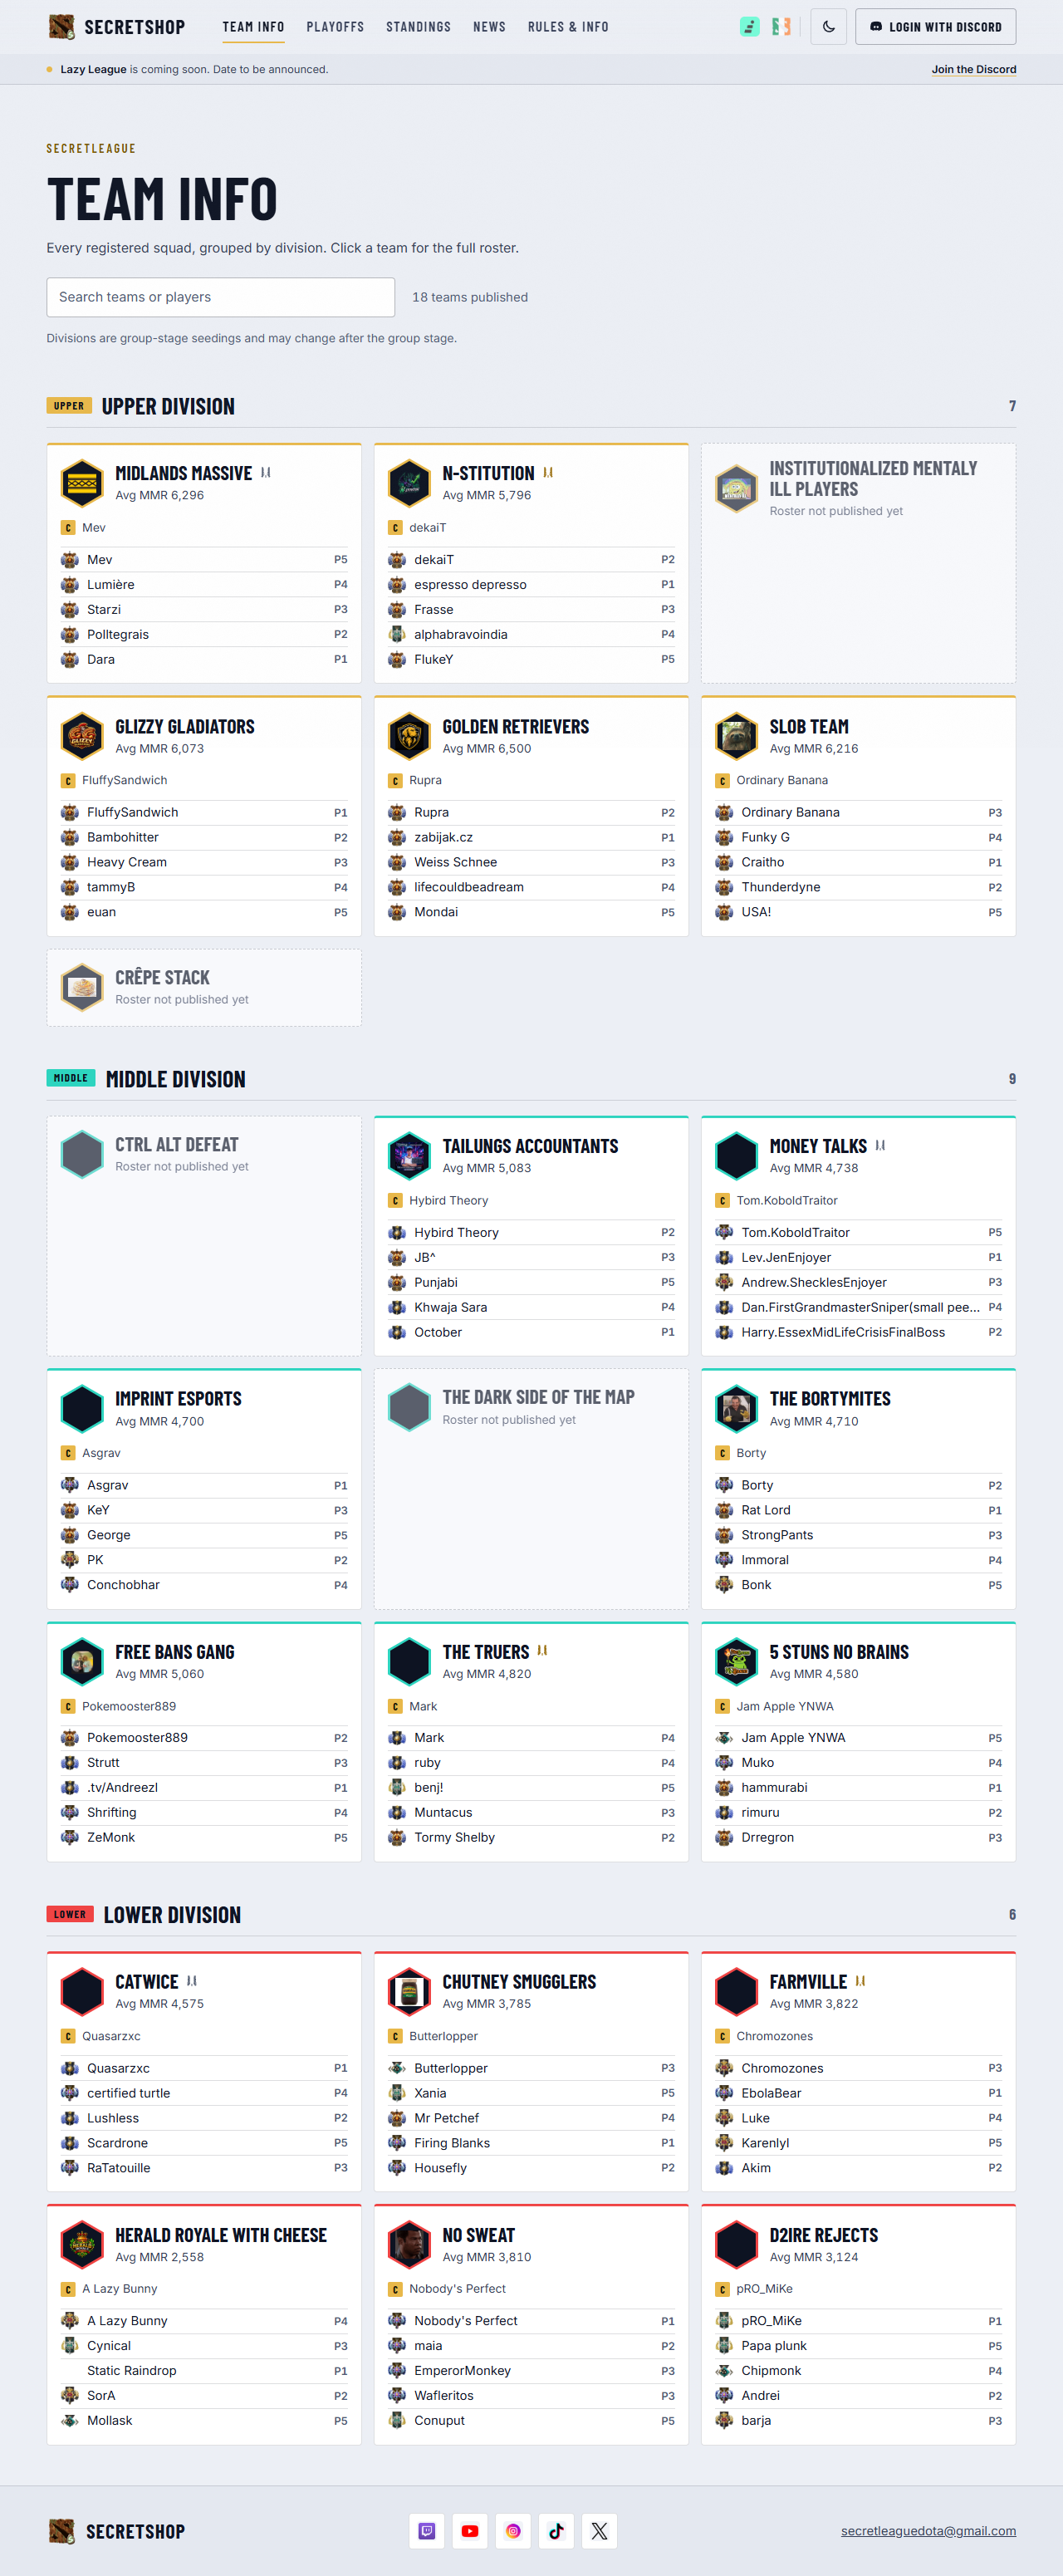 SECRETSHOP
TEAM INFO
PLAYOFFS
STANDINGS
NEWS
RULES & INFO
LOGIN WITH DISCORD
Lazy League is coming soon. Date to be announced.
Join the Discord
SECRETLEAGUE
TEAM INFO
Every registered squad, grouped by division. Click a team for the full roster.
Search teams or players
18 teams published
Divisions are group-stage seedings and may change after the group stage.
UPPER
UPPER DIVISION
7
MIDLANDS MASSIVE
Avg MMR 6,296
C Mev
Mev P5
Lumière P4
Starzi P3
Polltegrais P2
Dara P1
N-STITUTION
Avg MMR 5,796
C dekaiT
dekaiT P2
espresso depresso P1
Frasse P3
alphabravoindia P4
FlukeY P5
INSTITUTIONALIZED MENTALY
ILL PLAYERS
Roster not published yet
GLIZZY GLADIATORS
Avg MMR 6,073
C FluffySandwich
FluffySandwich P1
Bambohitter P2
Heavy Cream P3
tammyB P4
euan P5
GOLDEN RETRIEVERS
Avg MMR 6,500
C Rupra
Rupra P2
zabijak.cz P1
Weiss Schnee P3
lifecouldbeadream P4
Mondai P5
SLOB TEAM
Avg MMR 6,216
C Ordinary Banana
Ordinary Banana P3
Funky G P4
Craitho P1
Thunderdyne P2
USA! P5
CRÊPE STACK
Roster not published yet
MIDDLE
MIDDLE DIVISION
9
CTRL ALT DEFEAT
Roster not published yet
TAILUNGS ACCOUNTANTS
Avg MMR 5,083
C Hybird Theory
Hybird Theory P2
JB^ P3
Punjabi P5
Khwaja Sara P4
October P1
MONEY TALKS
Avg MMR 4,738
C Tom.KoboldTraitor
Tom.KoboldTraitor P5
Lev.JenEnjoyer P1
Andrew.ShecklesEnjoyer P3
Dan.FirstGrandmasterSniper(small pee... P4
Harry.EssexMidLifeCrisisFinalBoss P2
IMPRINT ESPORTS
Avg MMR 4,700
C Asgrav
Asgrav P1
KeY P3
George P5
PK P2
Conchobhar P4
THE DARK SIDE OF THE MAP
Roster not published yet
THE BORTYMITES
Avg MMR 4,710
C Borty
Borty P2
Rat Lord P1
StrongPants P3
Immoral P4
Bonk P5
FREE BANS GANG
Avg MMR 5,060
C Pokemooster889
Pokemooster889 P2
Strutt P3
.tv/Andreezl P1
Shrifting P4
ZeMonk P5
THE TRUERS
Avg MMR 4,820
C Mark
Mark P4
ruby P4
benj! P5
Muntacus P3
Tormy Shelby P2
5 STUNS NO BRAINS
Avg MMR 4,580
C Jam Apple YNWA
Jam Apple YNWA P5
Muko P4
hammurabi P1
rimuru P2
Drregron P3
LOWER
LOWER DIVISION
6
CATWICE
Avg MMR 4,575
C Quasarzxc
Quasarzxc P1
certified turtle P4
Lushless P2
Scardrone P5
RaTatouille P3
CHUTNEY SMUGGLERS
Avg MMR 3,785
C Butterlopper
Butterlopper P3
Xania P5
Mr Petchef P4
Firing Blanks P1
Housefly P2
FARMVILLE
Avg MMR 3,822
C Chromozones
Chromozones P3
EbolaBear P1
Luke P4
Karenlyl P5
Akim P2
HERALD ROYALE WITH CHEESE
Avg MMR 2,558
C A Lazy Bunny
A Lazy Bunny P4
Cynical P3
Static Raindrop P1
SorA P2
Mollask P5
NO SWEAT
Avg MMR 3,810
C Nobody's Perfect
Nobody's Perfect P1
maia P2
EmperorMonkey P3
Wafleritos P3
Conuput P5
D2IRE REJECTS
Avg MMR 3,124
C pRO_MiKe
pRO_MiKe P1
Papa plunk P5
Chipmonk P4
Andrei P2
barja P3
SECRETSHOP
secretleaguedota@gmail.com